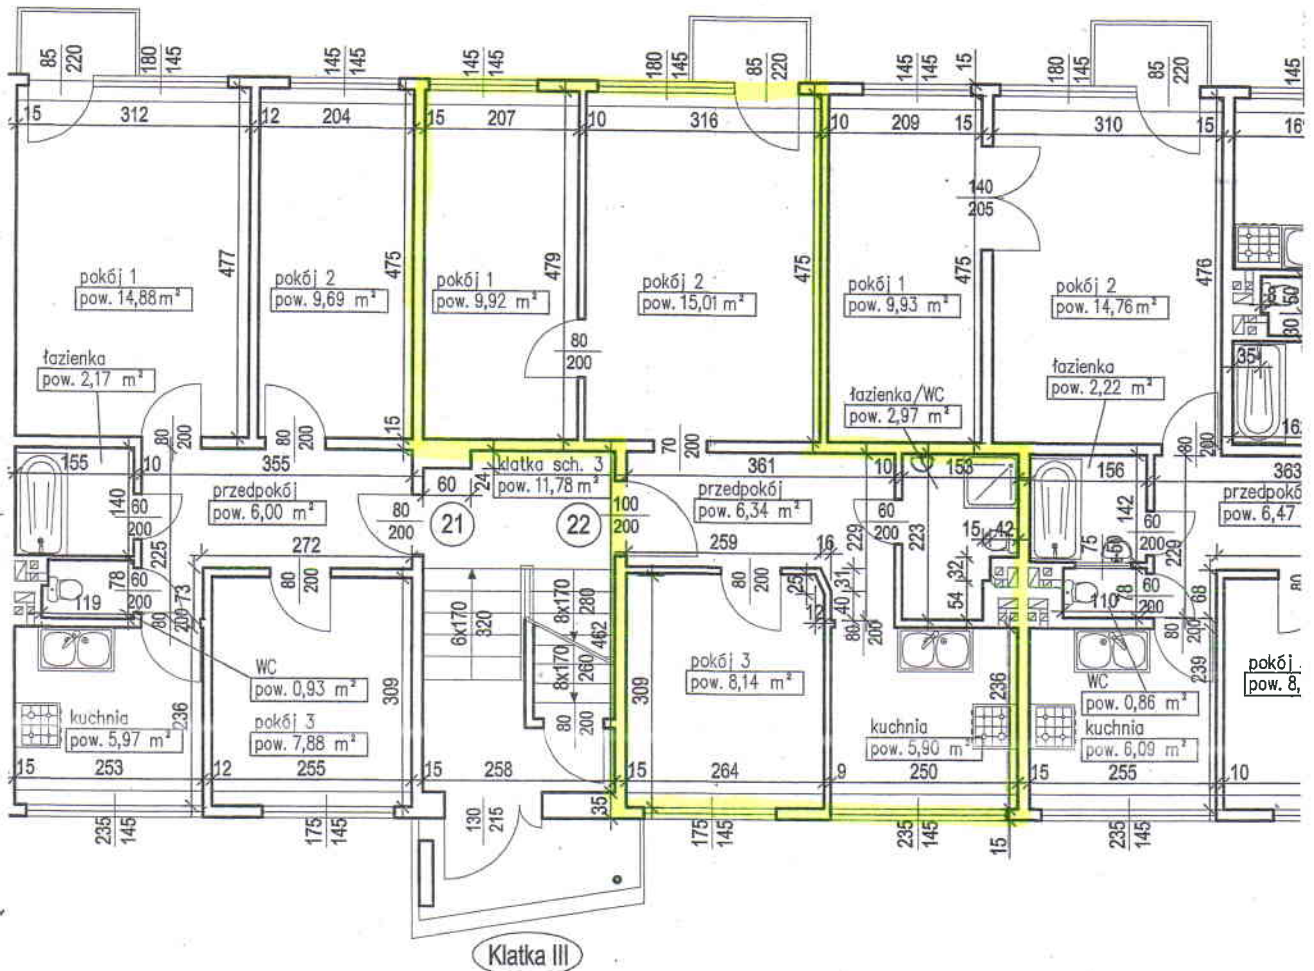 85 220
180 145
145 145
145 145
180 145
85 220
145 145
15
180 145
85 220
145
15 312 12 204 15 207 10 316 10 209 15 310 15
140 205
477
475
479
475
475
476
pokój 1
pow. 14,88 m²
pokój 2
pow. 9,69 m²
pokój 1
pow. 9,92 m²
pokój 2
pow. 15,01 m²
pokój 1
pow. 9,93 m²
pokój 2
pow. 14,76 m²
80 200
łazienka
pow. 2,17 m²
łazienka/WC
pow. 2,97 m²
łazienka
pow. 2,22 m²
35
50
30
15
80 200
80 200
70 200
80 200
155 10 355
60
24
klatka sch. 3
pow. 11,78 m²
361 10 153 156 363
140
60 200
przedpokój
pow. 6,00 m²
80 200
21
22
100 200
przedpokój
pow. 6,34 m²
60 200
223
15 42
142
75
60 200
229
przedpokó
pow. 6,47
225
272
259
16
229
78
119
60 200
73
80 200
80 200
6x170
320
8x170
280
462
8x170
260
80 200
25
31
40
12
80 200
32
54
110
78
60 200
68
80 200
239
80
WC
pow. 0,93 m²
309
309
pokój 3
pow. 8,14 m²
236
WC
pow. 0,86 m²
pokój
pow. 8,
236
kuchnia
pow. 5,97 m²
pokój 3
pow. 7,88 m²
80 200
kuchnia
pow. 5,90 m²
kuchnia
pow. 6,09 m²
15 253 12 255 15 258 15 264 9 250 15 255 10
35
235 145
175 145
130 215
175 145
235 145
15
235 145
Klatka III